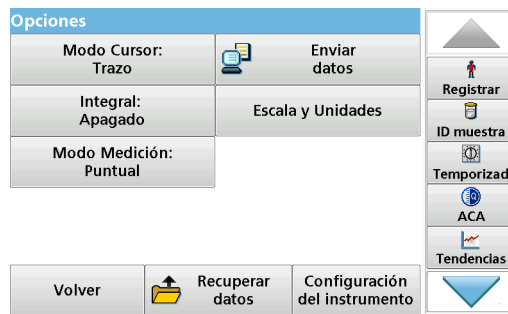 Opciones
Modo Cursor:
Trazo
Enviar
datos
Integral:
Apagado
Escala y Unidades
Modo Medición:
Puntual
Volver
Recuperar
datos
Configuración
del instrumento
Registrar
ID muestra
Temporizad
ACA
Tendencias